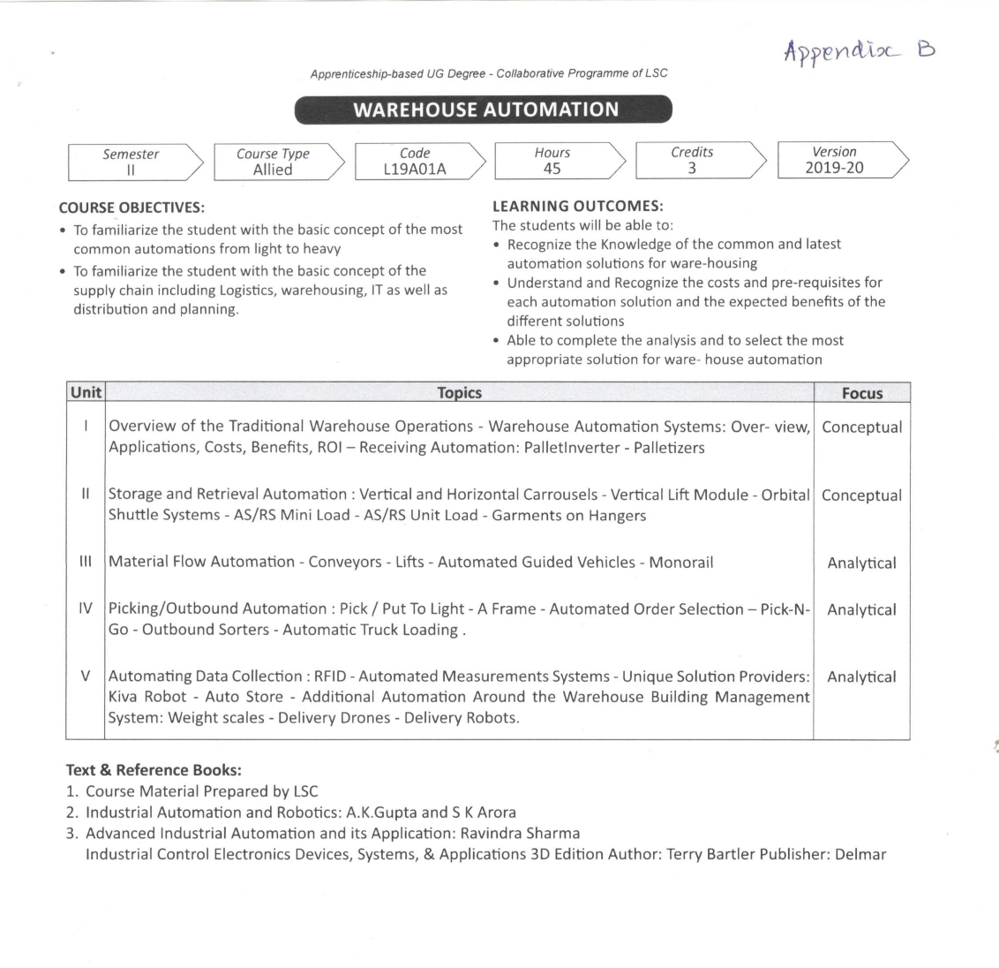 Appendix B
Apprenticeship-based UG Degree - Collaborative Programme of LSC
WAREHOUSE AUTOMATION
Semester
II
Course Type
Allied
Code
L19A01A
Hours
45
Credits
3
Version
2019-20
COURSE OBJECTIVES:
• To familiarize the student with the basic concept of the most
common automations from light to heavy
• To familiarize the student with the basic concept of the
supply chain including Logistics, warehousing, IT as well as
distribution and planning.
LEARNING OUTCOMES:
The students will be able to:
• Recognize the Knowledge of the common and latest
automation solutions for ware-housing
• Understand and Recognize the costs and pre-requisites for
each automation solution and the expected benefits of the
different solutions
• Able to complete the analysis and to select the most
appropriate solution for ware- house automation
Unit Topics Focus
I Overview of the Traditional Warehouse Operations - Warehouse Automation Systems: Over- view, Conceptual
Applications, Costs, Benefits, ROI – Receiving Automation: PalletInverter - Palletizers
II Storage and Retrieval Automation : Vertical and Horizontal Carrousels - Vertical Lift Module - Orbital Conceptual
Shuttle Systems - AS/RS Mini Load - AS/RS Unit Load - Garments on Hangers
III Material Flow Automation - Conveyors - Lifts - Automated Guided Vehicles - Monorail Analytical
IV Picking/Outbound Automation : Pick / Put To Light - A Frame - Automated Order Selection – Pick-N- Analytical
Go - Outbound Sorters - Automatic Truck Loading .
V Automating Data Collection : RFID - Automated Measurements Systems - Unique Solution Providers: Analytical
Kiva Robot - Auto Store - Additional Automation Around the Warehouse Building Management
System: Weight scales - Delivery Drones - Delivery Robots.
Text & Reference Books:
1. Course Material Prepared by LSC
2. Industrial Automation and Robotics: A.K.Gupta and S K Arora
3. Advanced Industrial Automation and its Application: Ravindra Sharma
Industrial Control Electronics Devices, Systems, & Applications 3D Edition Author: Terry Bartler Publisher: Delmar